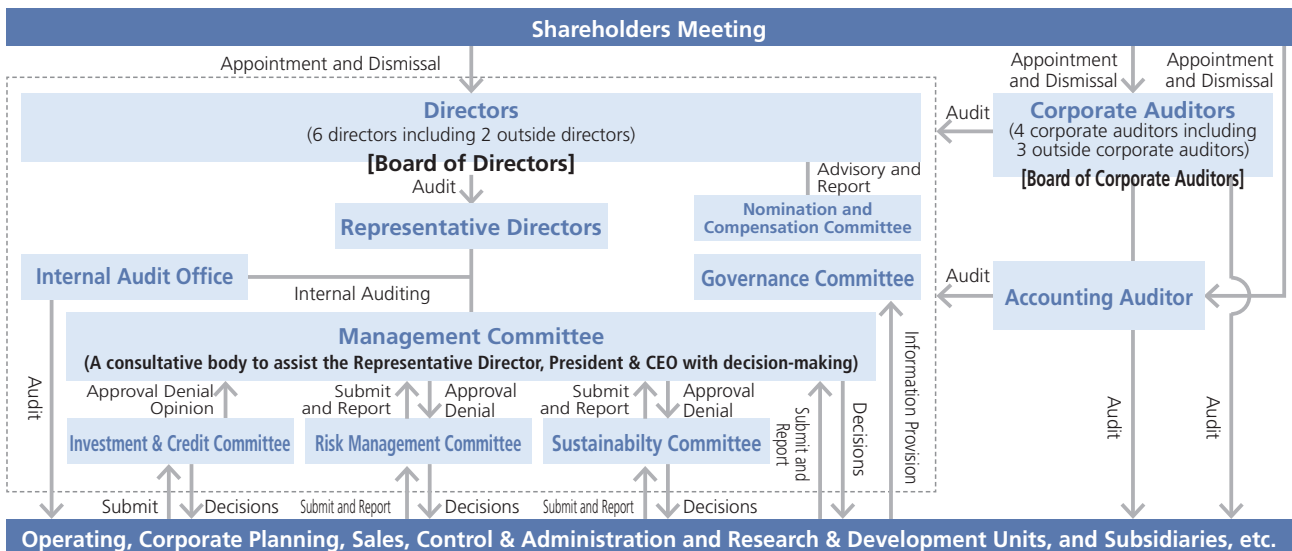 Shareholders Meeting
Appointment and Dismissal
Appointment
and Dismissal
Appointment
and Dismissal
Directors
(6 directors including 2 outside directors)
[Board of Directors]
Audit
Corporate Auditors
(4 corporate auditors including
3 outside corporate auditors)
[Board of Corporate Auditors]
Audit
Advisory and
Report
Representative Directors
Nomination and
Compensation Committee
Internal Audit Office
Internal Auditing
Governance Committee
Audit
Accounting Auditor
Management Committee
(A consultative body to assist the Representative Director, President & CEO with decision-making)
Audit
Approval Denial
Opinion
Submit
and Report
Approval
Denial
Submit
and Report
Approval
Denial
Submit and
Report
Decisions
Information Provision
Audit
Audit
Investment & Credit Committee
Risk Management Committee
Sustainabilty Committee
Submit
Decisions
Submit and Report
Decisions
Submit and Report
Decisions
Operating, Corporate Planning, Sales, Control & Administration and Research & Development Units, and Subsidiaries, etc.